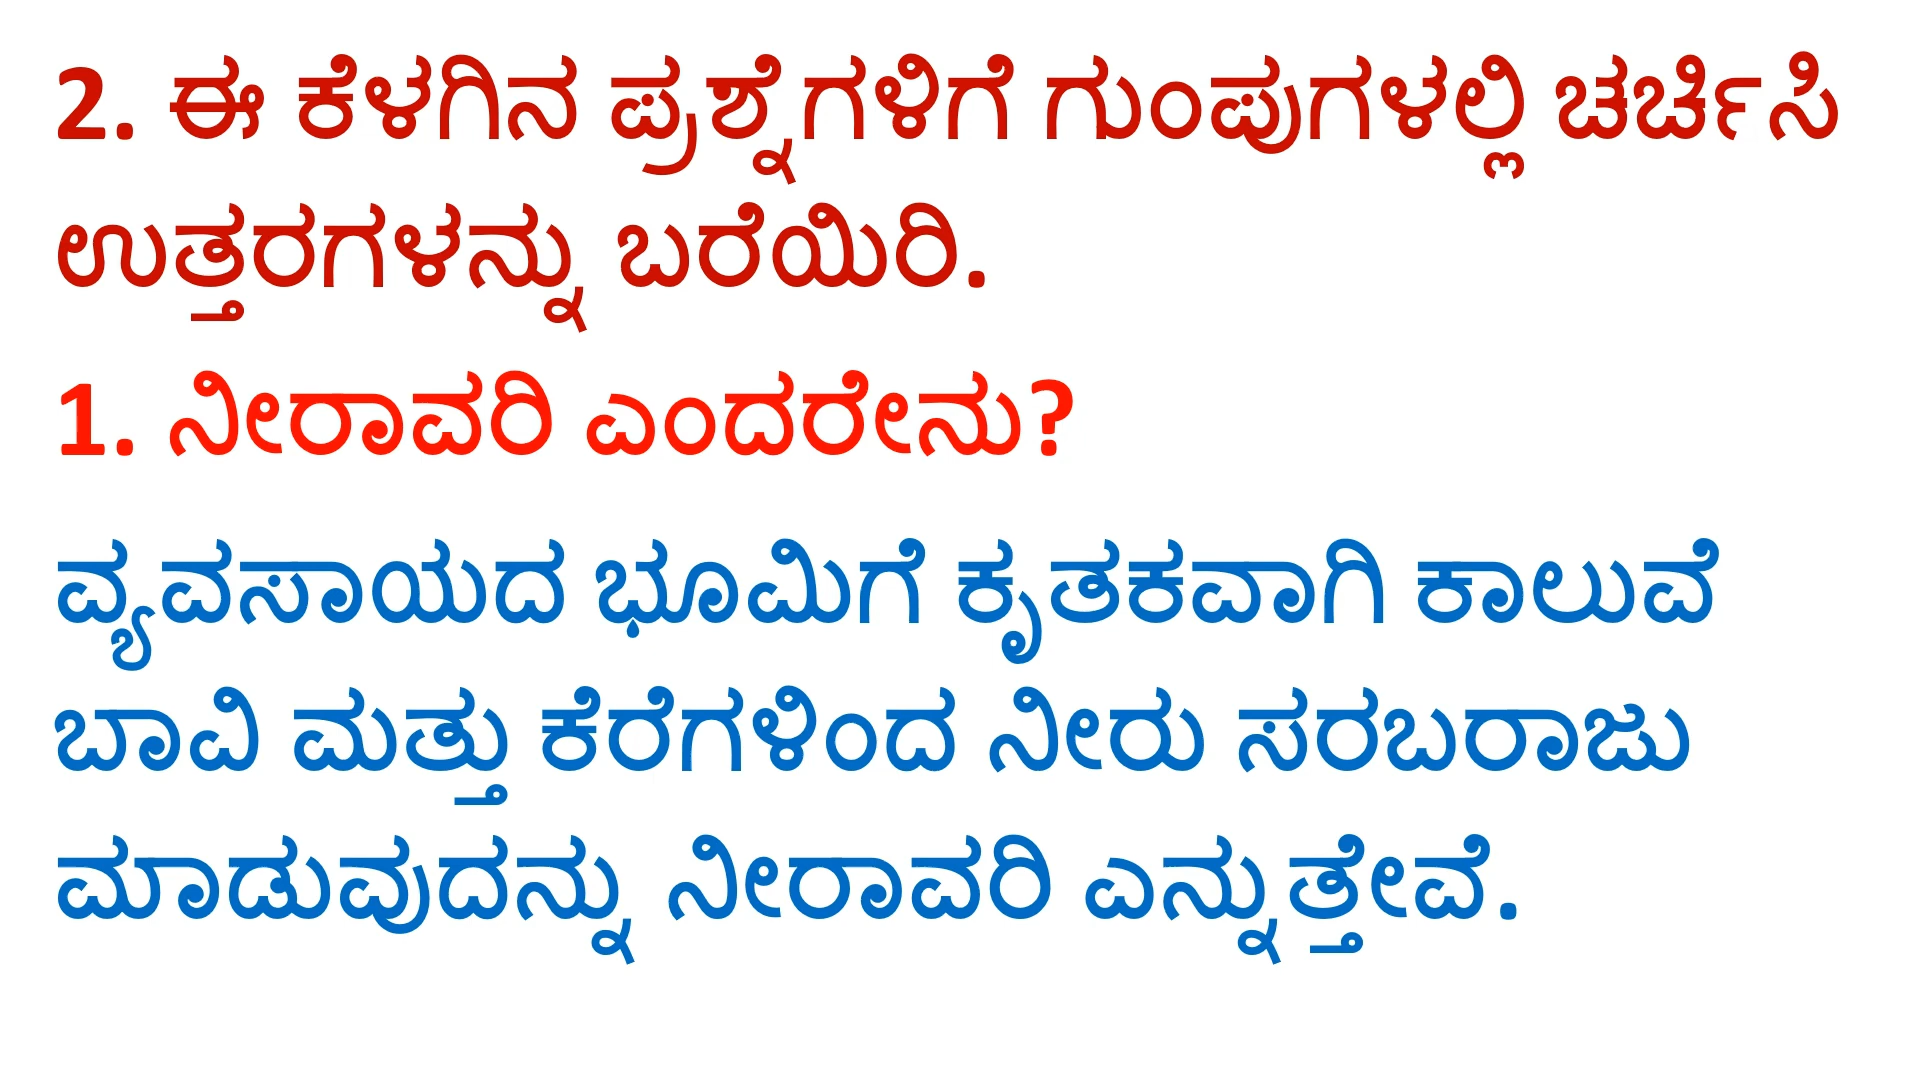 2. ಈ ಕೆಳಗಿನ ಪ್ರಶ್ನೆಗಳಿಗೆ ಗುಂಪುಗಳಲ್ಲಿ ಚರ್ಚಿಸಿ
ಉತ್ತರಗಳನ್ನು ಬರೆಯಿರಿ.
1. ನೀರಾವರಿ ಎಂದರೇನು?
ವ್ಯವಸಾಯದ ಭೂಮಿಗೆ ಕೃತಕವಾಗಿ ಕಾಲುವೆ
ಬಾವಿ ಮತ್ತು ಕೆರೆಗಳಿಂದ ನೀರು ಸರಬರಾಜು
ಮಾಡುವುದನ್ನು ನೀರಾವರಿ ಎನ್ನುತ್ತೇವೆ.